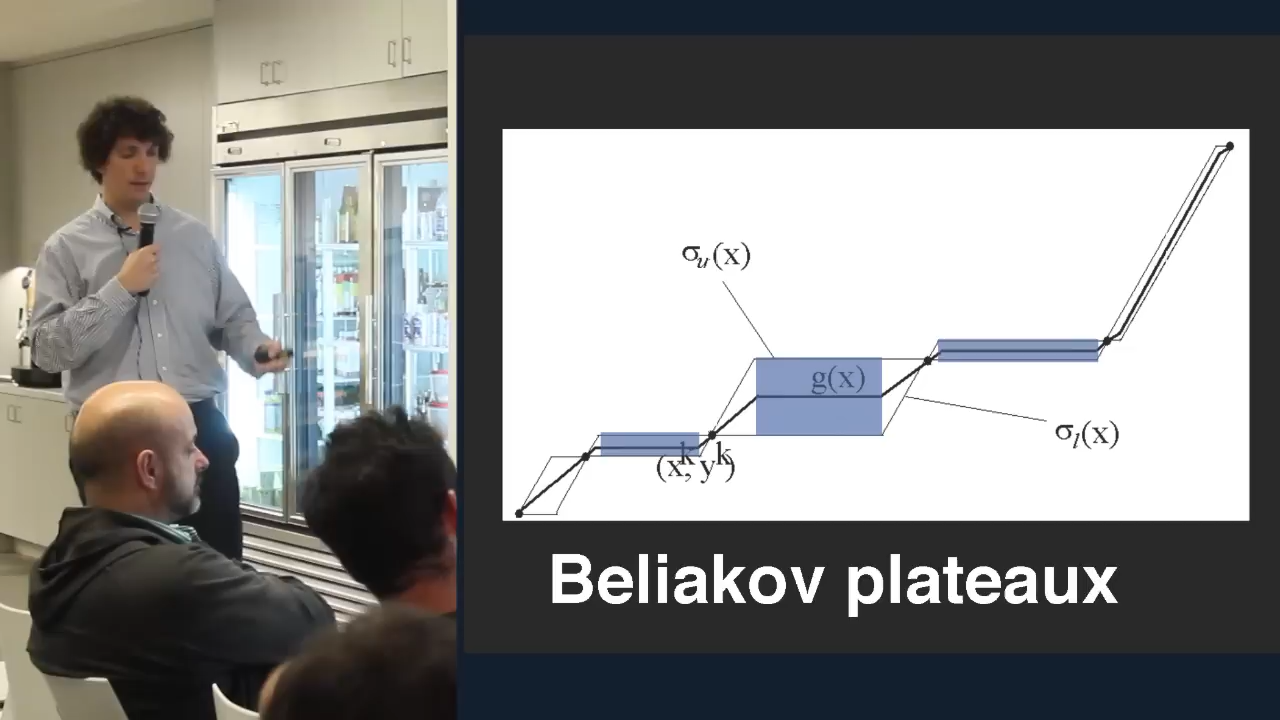 σu(x)
g(x)
σl(x)
(xk, yk)
Beliakov plateaux